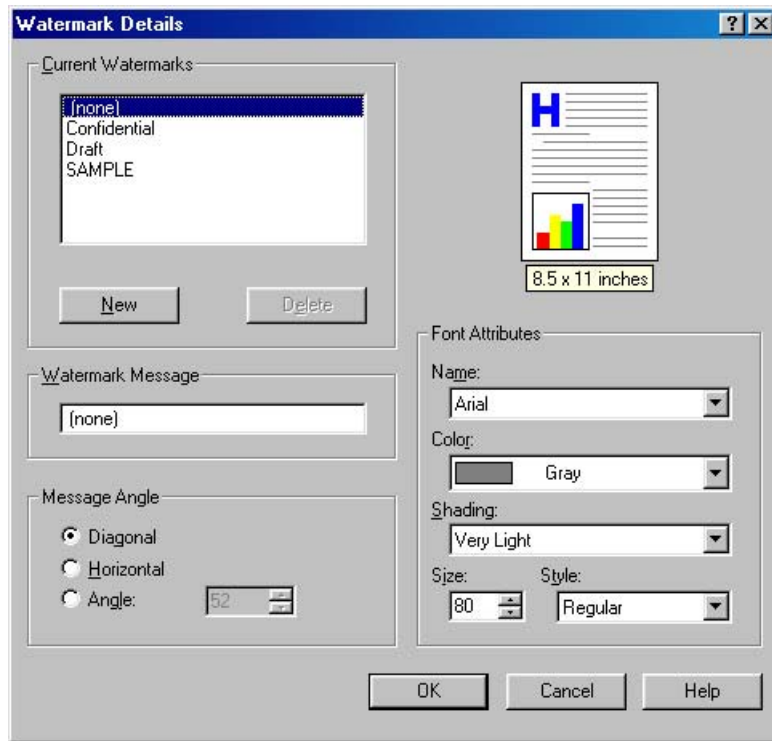 Watermark Details
Current Watermarks
(none)
Confidential
Draft
SAMPLE
New
Delete
Watermark Message
(none)
Message Angle
Diagonal
Horizontal
Angle:
52
H
8.5 x 11 inches
Font Attributes
Name:
Arial
Color:
Gray
Shading:
Very Light
Size:
Style:
80
Regular
OK
Cancel
Help